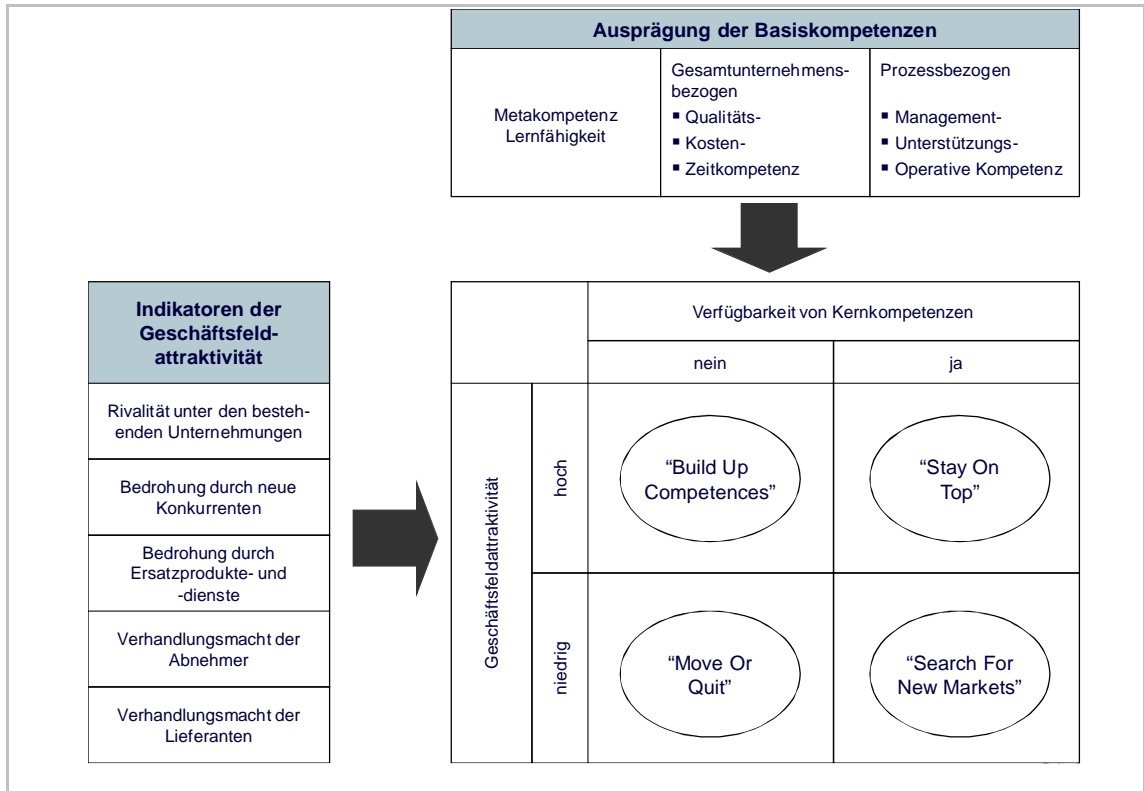 Ausprägung der Basiskompetenzen
Metakompetenz
Lernfähigkeit
Gesamtunternehmens-
bezogen
▪ Qualitäts-
▪ Kosten-
▪ Zeitkompetenz
Prozessbezogen
▪ Management-
▪ Unterstützungs-
▪ Operative Kompetenz
Indikatoren der
Geschäftsfeld-
attraktivität
Rivalität unter den besteh-
enden Unternehmungen
Bedrohung durch neue
Konkurrenten
Bedrohung durch
Ersatzprodukte- und
-dienste
Verhandlungsmacht der
Abnehmer
Verhandlungsmacht der
Lieferanten
Verfügbarkeit von Kernkompetenzen
nein
ja
Geschäftsfeldattraktivität
hoch
“Build Up
Competences”
“Stay On
Top”
niedrig
“Move Or
Quit”
“Search For
New Markets”